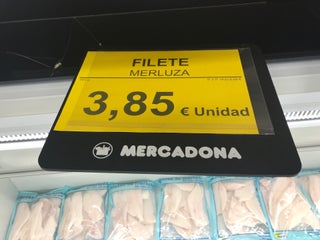 FILETE
MERLUZA
3,85 € Unidad
MERCADONA